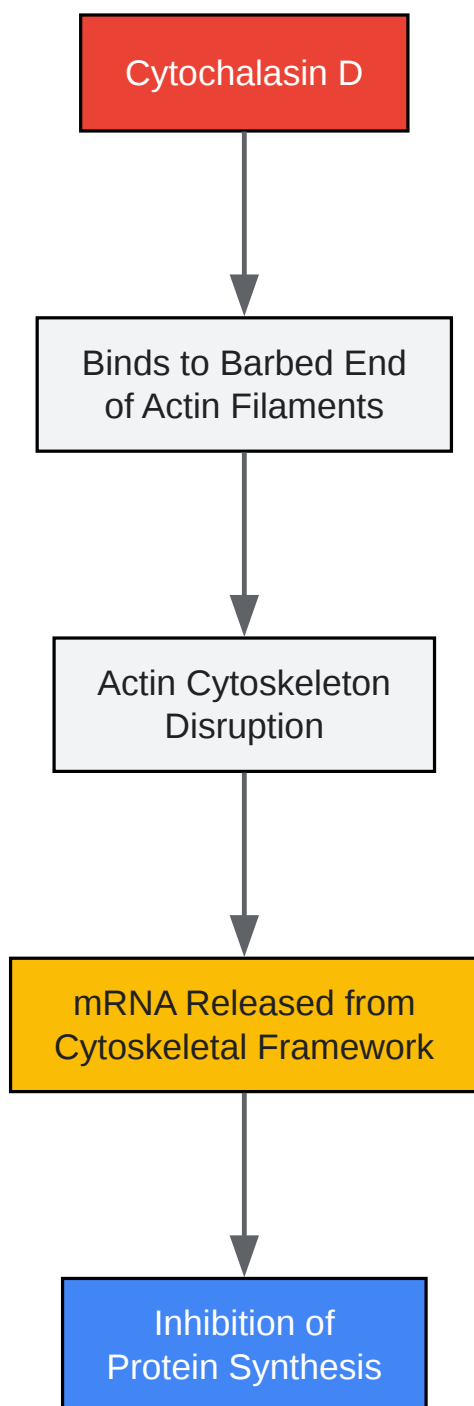 Cytochalasin D
Binds to Barbed End
of Actin Filaments
Actin Cytoskeleton
Disruption
mRNA Released from
Cytoskeletal Framework
Inhibition of
Protein Synthesis